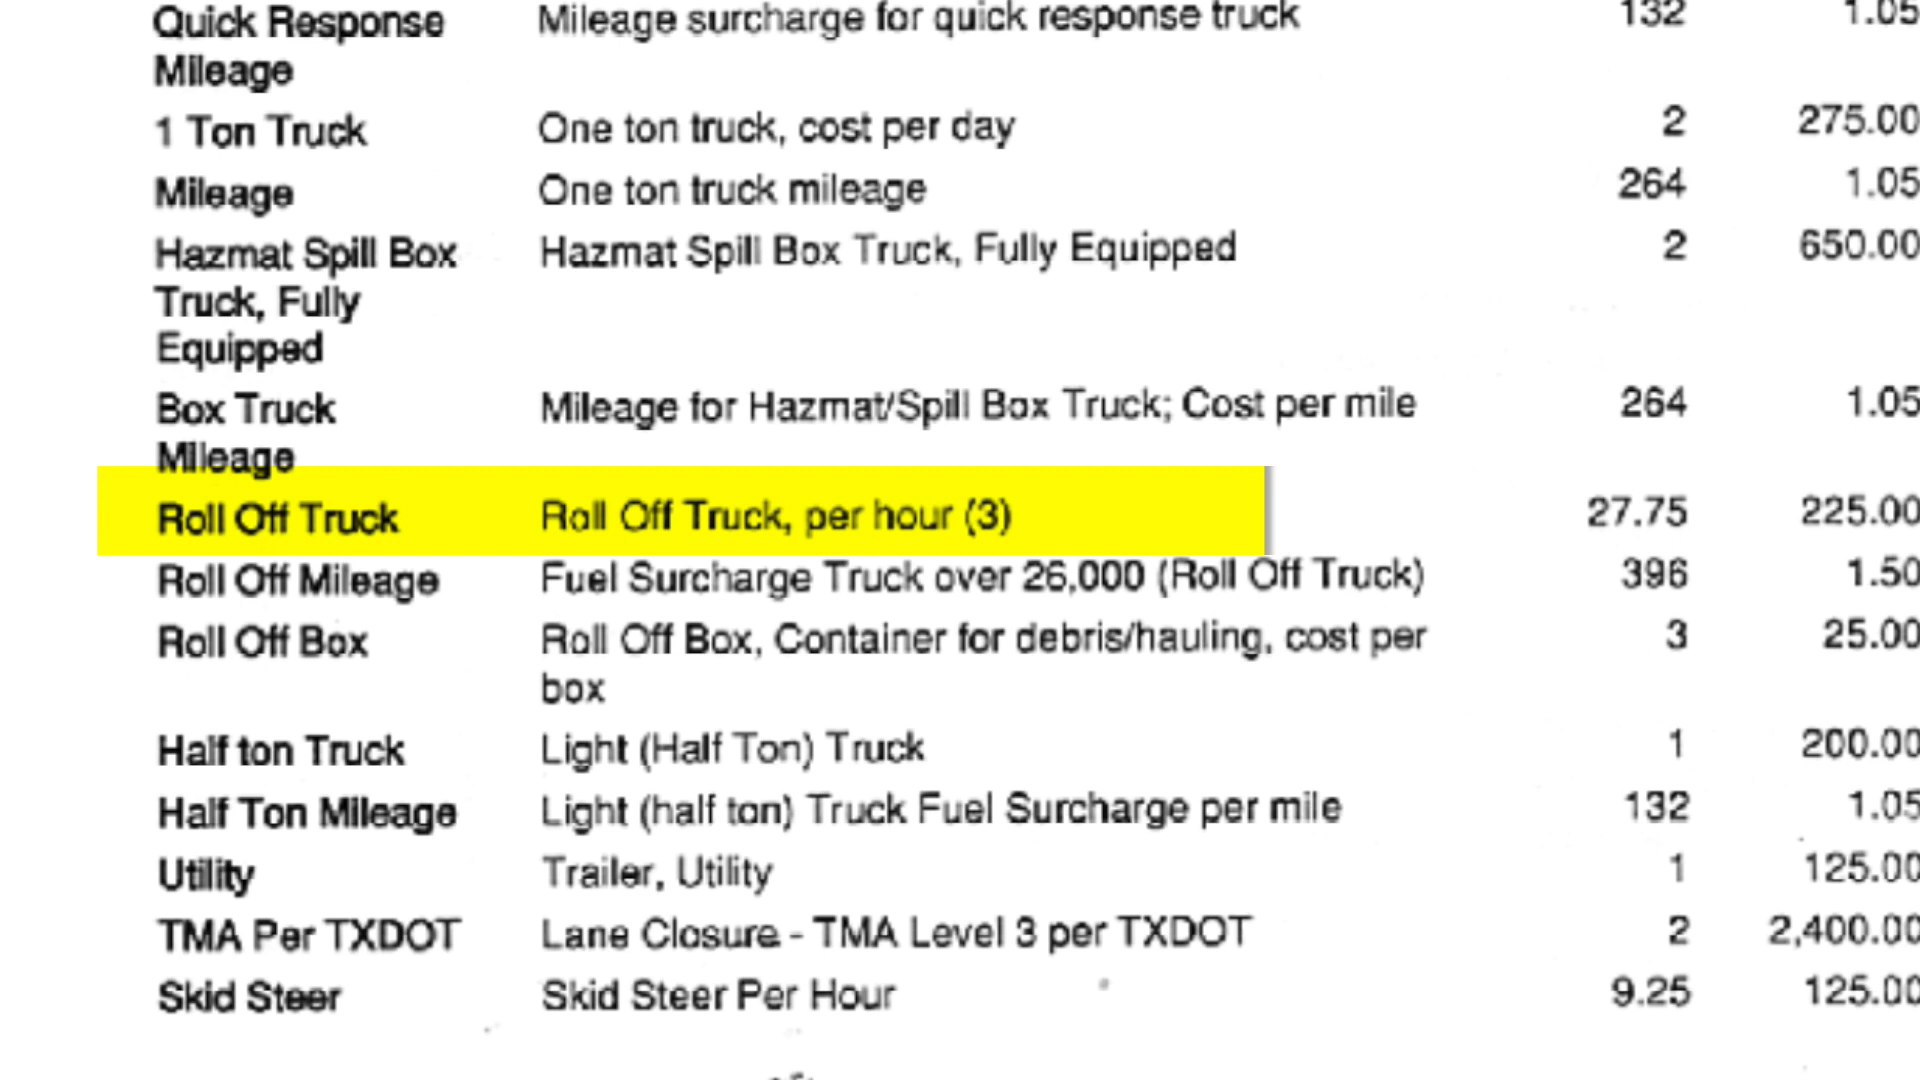 Quick Response Mileage surcharge for quick response truck 132 1.05
Mileage
1 Ton Truck One ton truck, cost per day 2 275.00
Mileage One ton truck mileage 264 1.05
Hazmat Spill Box Hazmat Spill Box Truck, Fully Equipped 2 650.00
Truck, Fully
Equipped
Box Truck Mileage for Hazmat/Spill Box Truck; Cost per mile 264 1.05
Mileage
Roll Off Truck Roll Off Truck, per hour (3) 27.75 225.00
Roll Off Mileage Fuel Surcharge Truck over 26,000 (Roll Off Truck) 396 1.50
Roll Off Box Roll Off Box, Container for debris/hauling, cost per 3 25.00
box
Half ton Truck Light (Half Ton) Truck 1 200.00
Half Ton Mileage Light (half ton) Truck Fuel Surcharge per mile 132 1.05
Utility Trailer, Utility 1 125.00
TMA Per TXDOT Lane Closure - TMA Level 3 per TXDOT 2 2,400.00
Skid Steer Skid Steer Per Hour 9.25 125.00